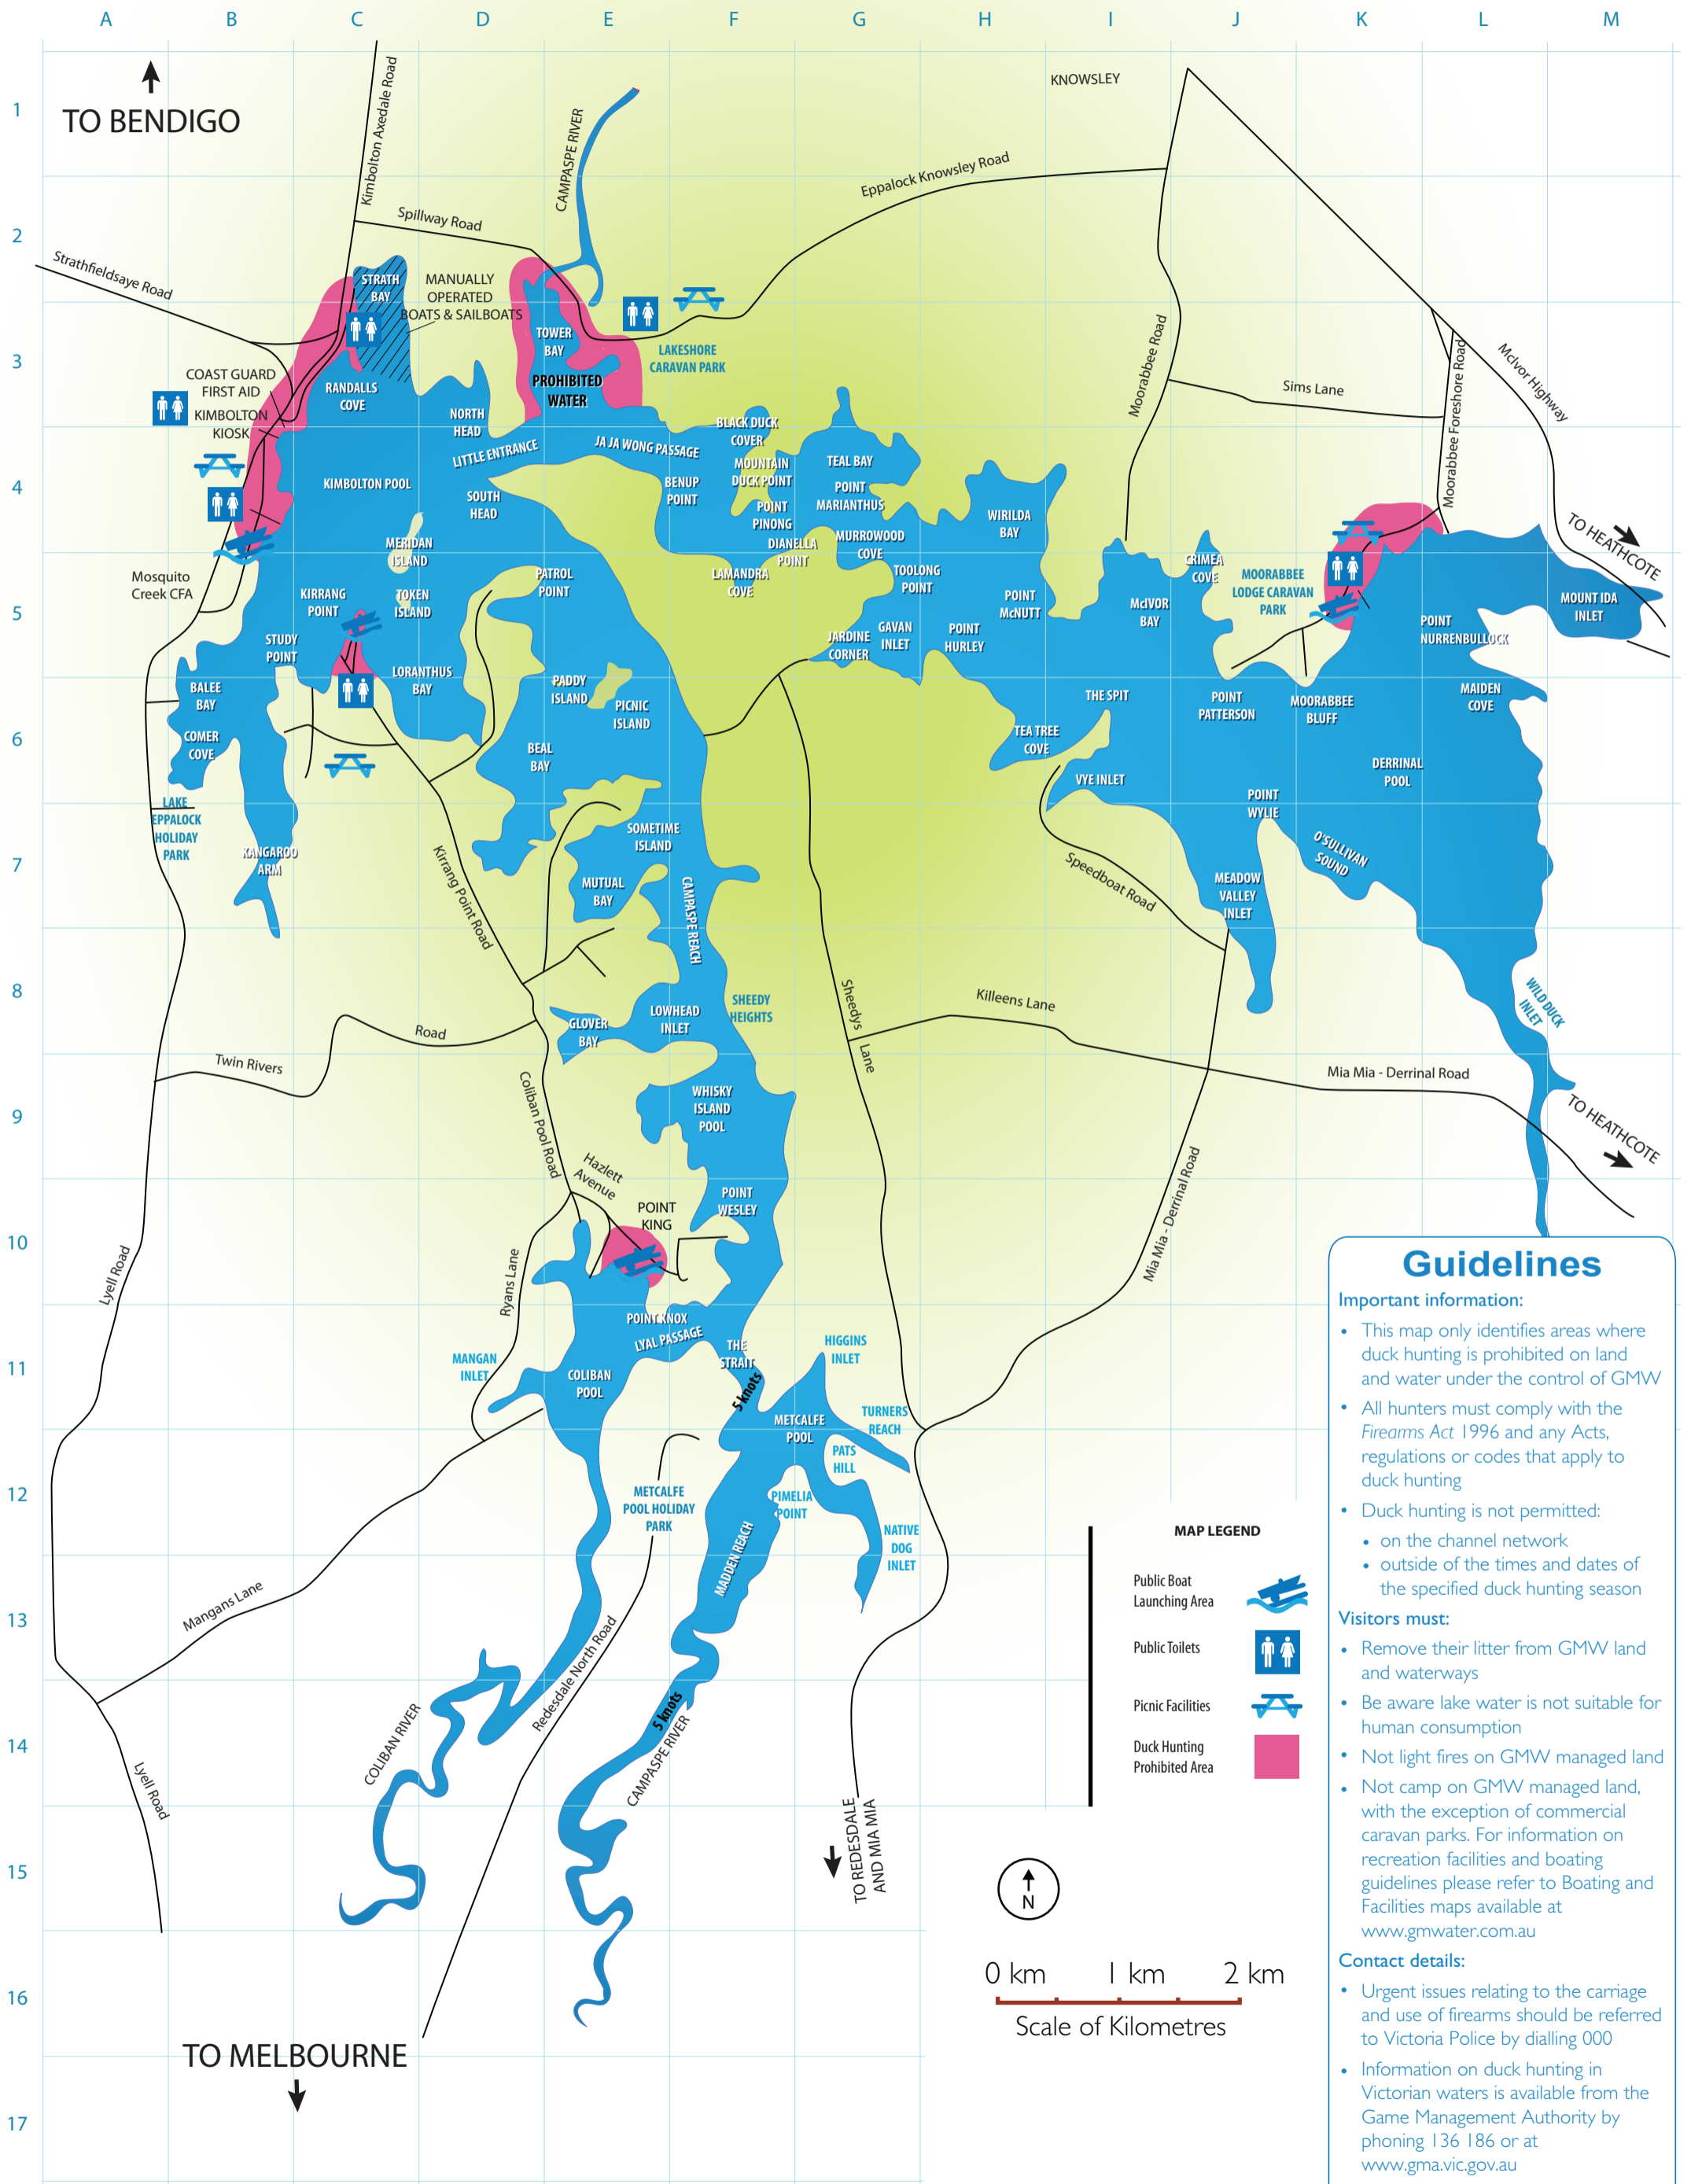 A B C D E F G H I J K L M
1
2
3
4
5
6
7
8
9
10
11
12
13
14
15
16
17
TO BENDIGO
Kimbolton Axedale Road
CAMPASPE RIVER
KNOWSLEY
Eppalock Knowsley Road
Spillway Road
Strathfieldsaye Road
STRATH
BAY
MANUALLY
OPERATED
BOATS & SAILBOATS
TOWER
BAY
PROHIBITED
WATER
LAKESHORE
CARAVAN PARK
Moorabbee Road
Sims Lane
Moorabbee Foreshore Road
McIvor Highway
COAST GUARD
FIRST AID
KIMBOLTON
KIOSK
RANDALLS
COVE
NORTH
HEAD
LITTLE ENTRANCE
JA JA WONG PASSAGE
BLACK DUCK
COVER
MOUNTAIN
DUCK POINT
TEAL BAY
KIMBOLTON POOL
SOUTH
HEAD
BENUP
POINT
POINT
PINONG
POINT
MARIANTHUS
WIRILDA
BAY
TO HEATHCOTE
MERIDAN
ISLAND
DIANELLA
POINT
MURROWOOD
COVE
CRIMEA
COVE
Mosquito
Creek CFA
KIRRANG
POINT
TOKEN
ISLAND
PATROL
POINT
LAMANDRA
COVE
TOOLONG
POINT
POINT
McNUTT
McIVOR
BAY
MOORABBEE
LODGE CARAVAN
PARK
MOUNT IDA
INLET
STUDY
POINT
JARDINE
CORNER
GAVAN
INLET
POINT
HURLEY
POINT
NURRENBULLOCK
BALEE
BAY
LORANTHUS
BAY
PADDY
ISLAND
PICNIC
ISLAND
THE SPIT
POINT
PATTERSON
MOORABBEE
BLUFF
MAIDEN
COVE
COMER
COVE
BEAL
BAY
TEA TREE
COVE
VYE INLET
DERRINAL
POOL
LAKE
EPPALOCK
HOLIDAY
PARK
KANGAROO
ARM
SOMETIME
ISLAND
POINT
WYLIE
O'SULLIVAN
SOUND
Kirrang Point Road
MUTUAL
BAY
CAMPASPE REACH
Speedboat Road
MEADOW
VALLEY
INLET
Sheedys
Lane
Killeens Lane
WILD DUCK
INLET
SHEEDY
HEIGHTS
LOWHEAD
INLET
GLOVER
BAY
Twin Rivers
Road
Mia Mia - Derrinal Road
Coliban Pool Road
WHISKY
ISLAND
POOL
TO HEATHCOTE
Hazlett
Avenue
POINT
KING
POINT
WESLEY
Lyell Road
Ryans Lane
Mia Mia - Derrinal Road
POINT KNOX
LYAL PASSAGE
THE
STRAIT
5 knots
HIGGINS
INLET
MANGAN
INLET
COLIBAN
POOL
METCALFE
POOL
TURNERS
REACH
PATS
HILL
METCALFE
POOL HOLIDAY
PARK
PIMELIA
POINT
NATIVE
DOG
INLET
MADDEN REACH
Mangans Lane
Redesdale North Road
COLIBAN RIVER
5 knots
CAMPASPE RIVER
Lyell Road
TO REDESDALE
AND MIA MIA
TO MELBOURNE
MAP LEGEND
Public Boat
Launching Area
Public Toilets
Picnic Facilities
Duck Hunting
Prohibited Area
N
0 km 1 km 2 km
Scale of Kilometres
Guidelines
Important information:
• This map only identifies areas where
duck hunting is prohibited on land
and water under the control of GMW
• All hunters must comply with the
Firearms Act 1996 and any Acts,
regulations or codes that apply to
duck hunting
• Duck hunting is not permitted:
• on the channel network
• outside of the times and dates of
the specified duck hunting season
Visitors must:
• Remove their litter from GMW land
and waterways
• Be aware lake water is not suitable for
human consumption
• Not light fires on GMW managed land
• Not camp on GMW managed land,
with the exception of commercial
caravan parks. For information on
recreation facilities and boating
guidelines please refer to Boating and
Facilities maps available at
www.gmwater.com.au
Contact details:
• Urgent issues relating to the carriage
and use of firearms should be referred
to Victoria Police by dialling 000
• Information on duck hunting in
Victorian waters is available from the
Game Management Authority by
phoning 136 186 or at
www.gma.vic.gov.au